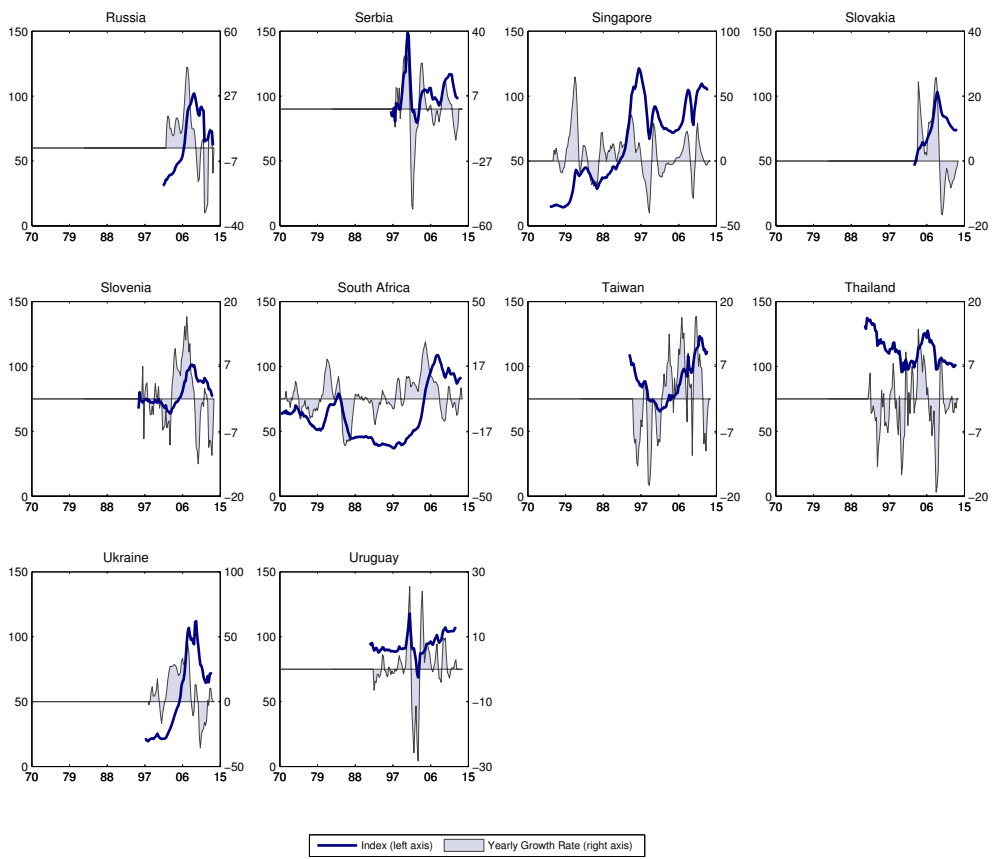 Russia Serbia Singapore Slovakia
150 60 150 40 150 100 150 40
100 27 100 7 100 50 100 20
50 −7 50 −27 50 0 50 0
0 −40 0 −60 0 −50 0 −20
70 79 88 97 06 15 70 79 88 97 06 15 70 79 88 97 06 15 70 79 88 97 06 15
Slovenia South Africa Taiwan Thailand
150 20 150 50 150 20 150 20
100 7 100 17 100 7 100 7
50 −7 50 −17 50 −7 50 −7
0 −20 0 −50 0 −20 0 −20
70 79 88 97 06 15 70 79 88 97 06 15 70 79 88 97 06 15 70 79 88 97 06 15
Ukraine Uruguay
150 100 150 30
100 50 100 10
50 0 50 −10
0 −50 0 −30
70 79 88 97 06 15 70 79 88 97 06 15
Index (left axis) Yearly Growth Rate (right axis)